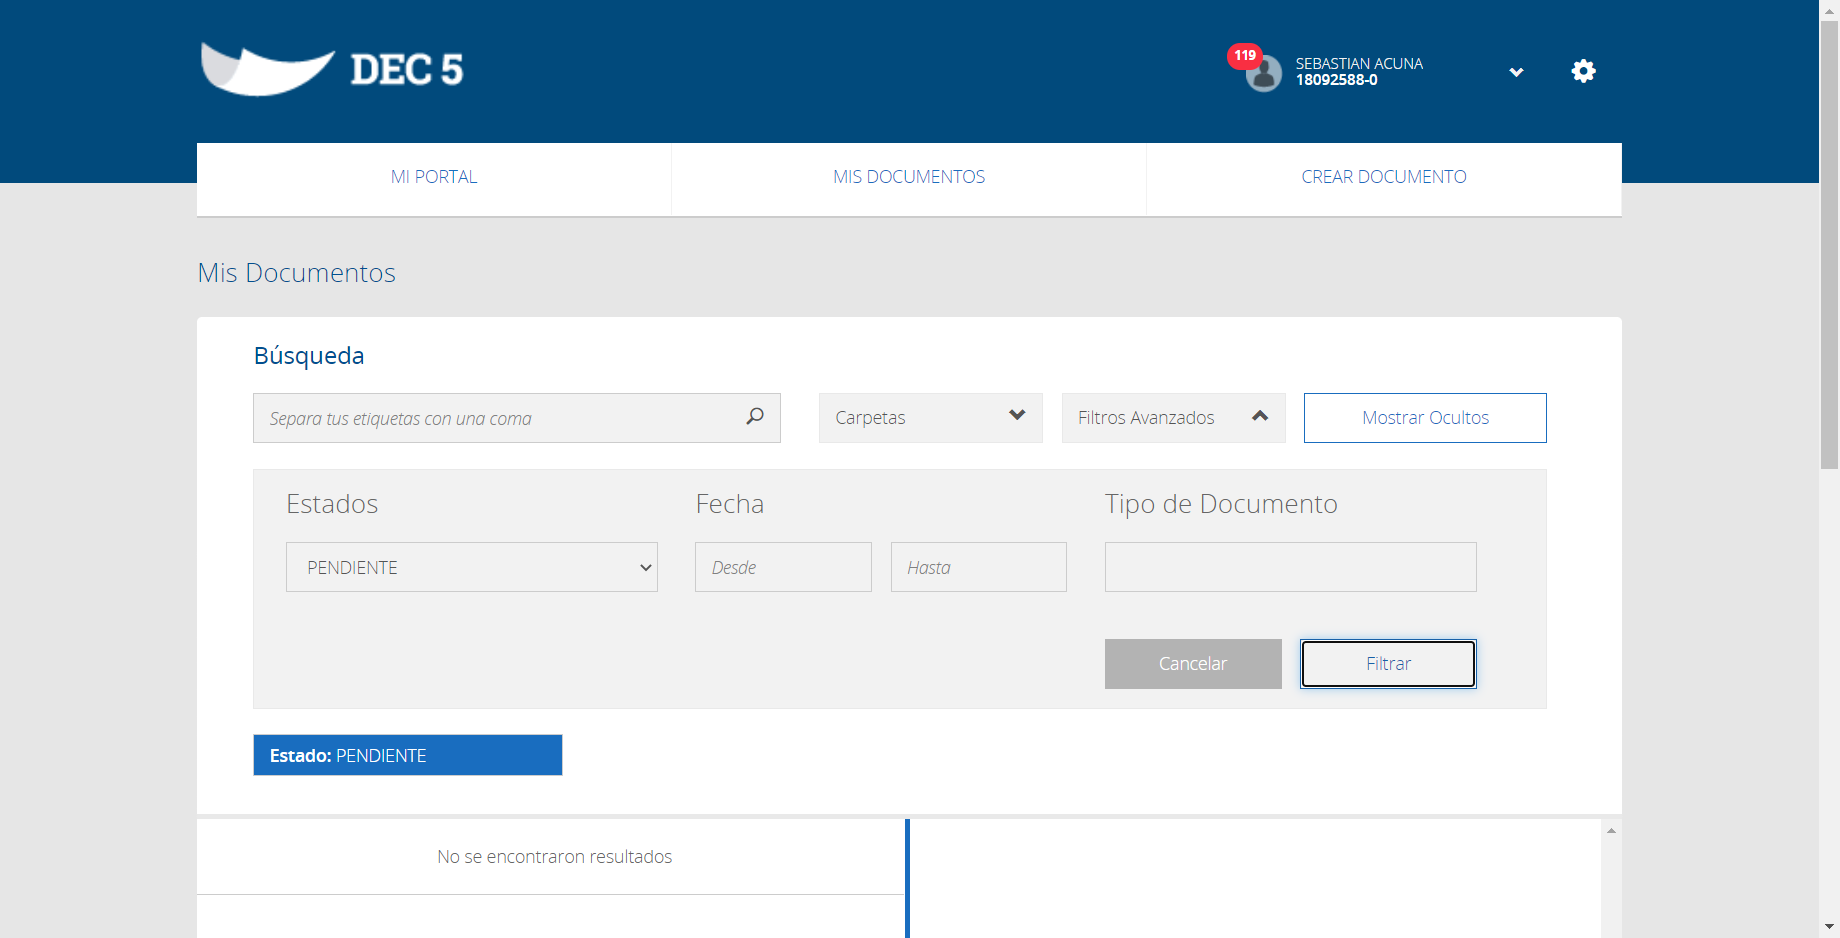 DEC 5
119
SEBASTIAN ACUNA
18092588-0
MI PORTAL
MIS DOCUMENTOS
CREAR DOCUMENTO
Mis Documentos
Búsqueda
Separa tus etiquetas con una coma
Carpetas
Filtros Avanzados
Mostrar Ocultos
Estados
Fecha
Tipo de Documento
PENDIENTE
Desde
Hasta
Cancelar
Filtrar
Estado: PENDIENTE
No se encontraron resultados